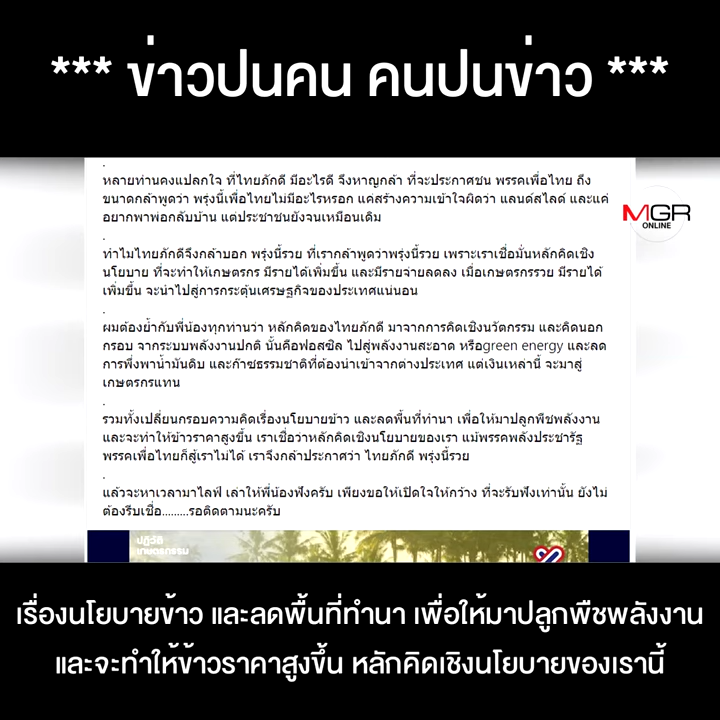 *** ข่าวปนคน คนปนข่าว ***
.
หลายท่านคงแปลกใจ ที่ไทยภักดี มีอะไรดี จึงหาญกล้า ที่จะประกาศชน พรรคเพื่อไทย ถึง
ขนาดกล้าพูดว่า พรุ่งนี้เพื่อไทยไม่มีอะไรหรอก แค่สร้างความเข้าใจผิดว่า แลนด์สไลด์ และแค่
อยากพาพ่อกลับบ้าน แต่ประชาชนยังจนเหมือนเดิม
.
ทำไมไทยภักดีจึงกล้าบอก พรุ่งนี้รวย ที่เรากล้าพูดว่าพรุ่งนี้รวย เพราะเราเชื่อมั่นหลักคิดเชิง
นโยบาย ที่จะทำให้เกษตรกร มีรายได้เพิ่มขึ้น และมีรายจ่ายลดลง เมื่อเกษตรกรรวย มีรายได้
เพิ่มขึ้น จะนำไปสู่การกระตุ้นเศรษฐกิจของประเทศแน่นอน
.
ผมต้องย้ำกับพี่น้องทุกท่านว่า หลักคิดของไทยภักดี มาจากการคิดเชิงนวัตกรรม และคิดนอก
กรอบ จากระบบพลังงานปกติ นั้นคือฟอสซิล ไปสู่พลังงานสะอาด หรือgreen energy และลด
การพึ่งพาน้ำมันดิบ และก๊าซธรรมชาติที่ต้องนำเข้าจากต่างประเทศ แต่เงินเหล่านี้ จะมาสู่
เกษตรกรแทน
.
รวมทั้งเปลี่ยนกรอบความคิดเรื่องนโยบายข้าว และลดพื้นที่ทำนา เพื่อให้มาปลูกพืชพลังงาน
และจะทำให้ข้าวราคาสูงขึ้น เราเชื่อว่าหลักคิดเชิงนโยบายของเรา แม้พรรคพลังประชารัฐ
พรรคเพื่อไทยก็สู้เราไม่ได้ เราจึงกล้าประกาศว่า ไทยภักดี พรุ่งนี้รวย
.
แล้วจะหาเวลามาไลฟ์ เล่าให้พี่น้องฟังครับ เพียงขอให้เปิดใจให้กว้าง ที่จะรับฟังเท่านั้น ยังไม่
ต้องรีบเชื่อ.........รอติดตามนะครับ
MGR
ONLINE
ปฏิวัติ
เกษตรกรรม
เรื่องนโยบายข้าว และลดพื้นที่ทำนา เพื่อให้มาปลูกพืชพลังงาน
และจะทำให้ข้าวราคาสูงขึ้น หลักคิดเชิงนโยบายของเรานี้